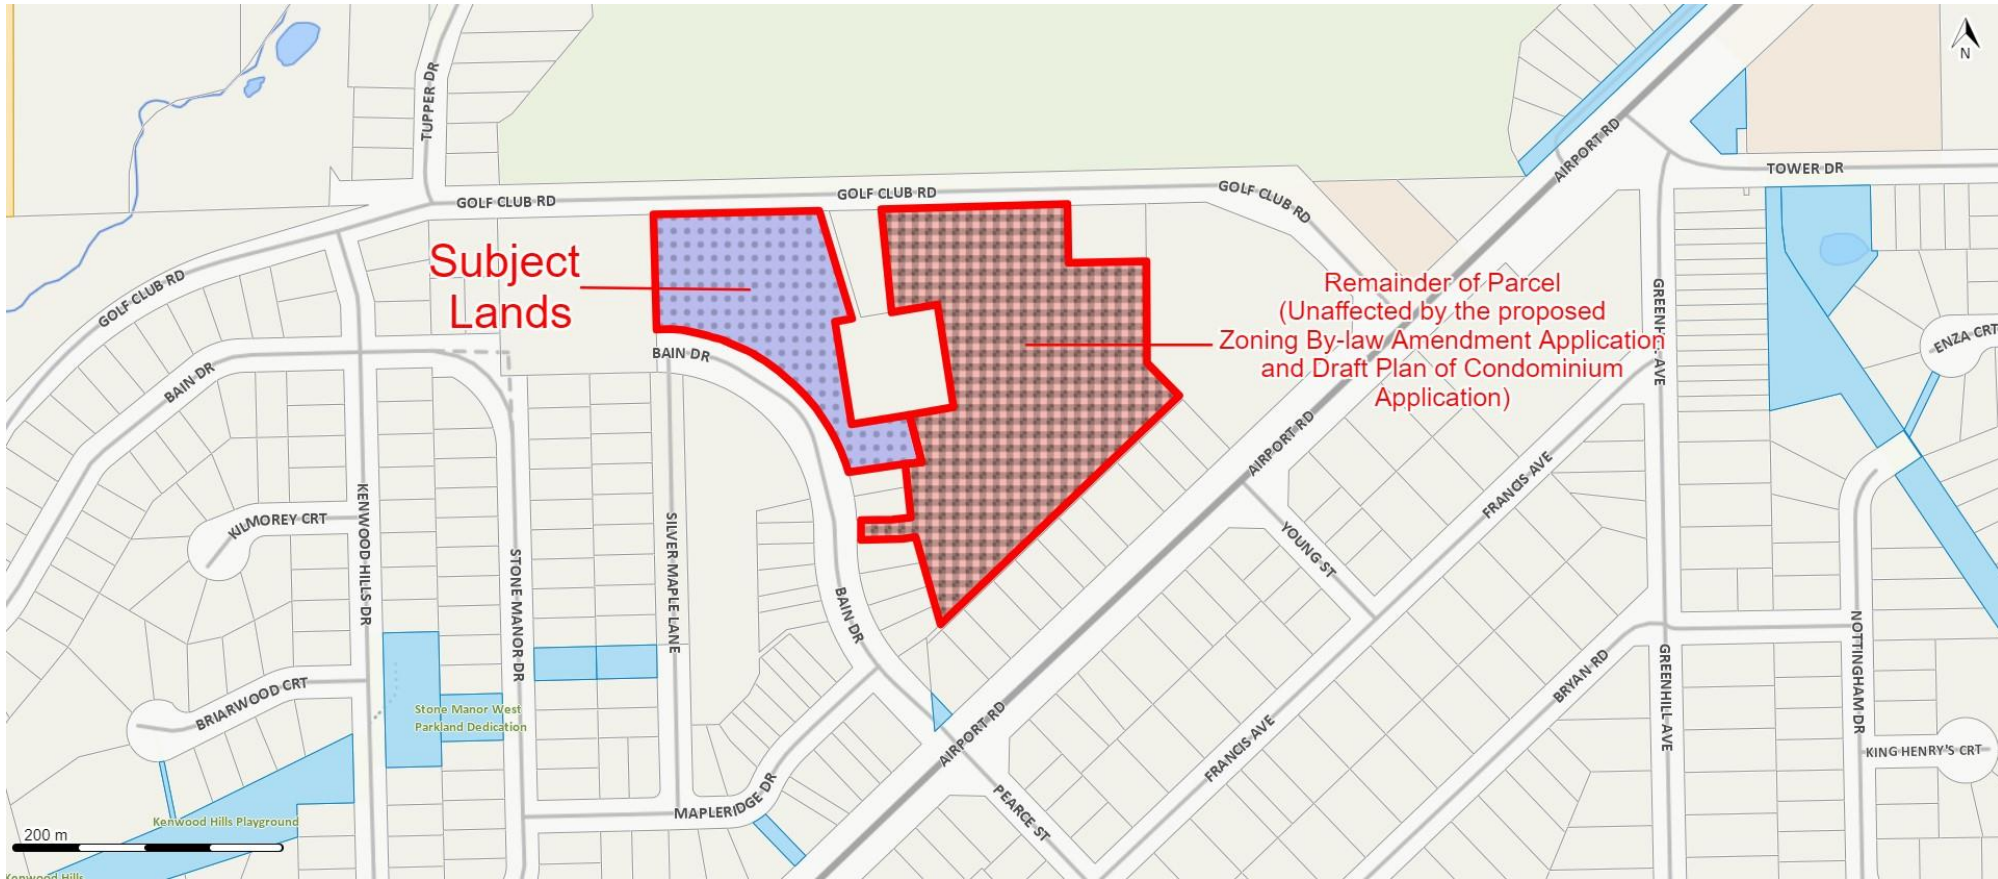 N
TUPPER DR
AIRPORT RD
TOWER DR
GOLF CLUB RD
GOLF CLUB RD
GOLF CLUB RD
GOLF CLUB RD
Subject
Lands
Remainder of Parcel
(Unaffected by the proposed
Zoning By-law Amendment Application
and Draft Plan of Condominium
Application)
GREENHILL AVE
ENZA CRT
BAIN DR
BAIN DR
AIRPORT RD
FRANCIS AVE
KILMOREY CRT
KENWOOD HILLS DR
STONE MANOR DR
SILVER MAPLE LANE
BAIN DR
YOUNG ST
NOTTINGHAM DR
BRYAN RD
GREENHILL AVE
BRIARWOOD CRT
Stone Manor West
Parkland Dedication
AIRPORT RD
FRANCIS AVE
KING HENRY'S CRT
MAPLERIDGE DR
PEARCE ST
Kenwood Hills Playground
200 m
Kenwood Hills